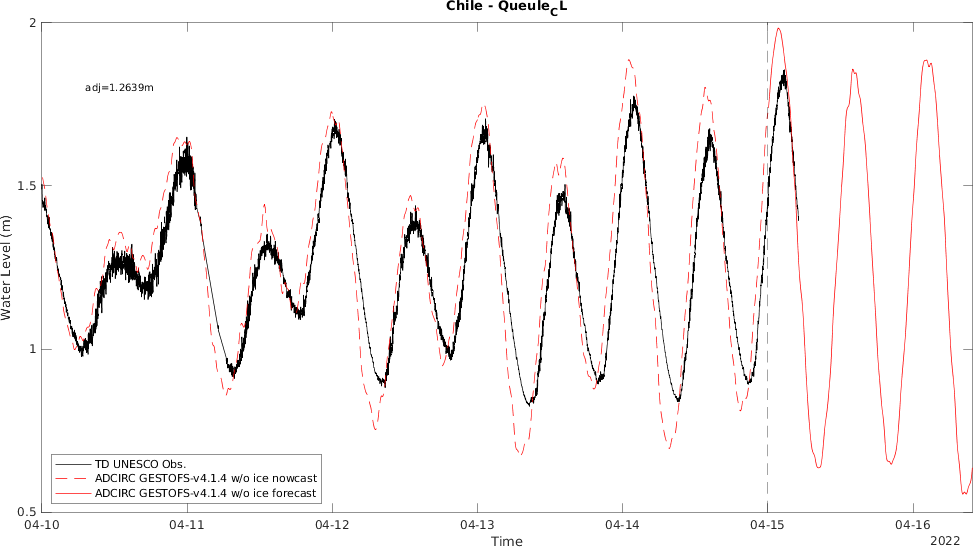 Chile - Queule_CL
2
adj=1.2639m
1.5
Water Level (m)
1
TD UNESCO Obs.
ADCIRC GESTOFS-v4.1.4 w/o ice nowcast
ADCIRC GESTOFS-v4.1.4 w/o ice forecast
0.5
04-10 04-11 04-12 04-13 04-14 04-15 04-16
Time
2022